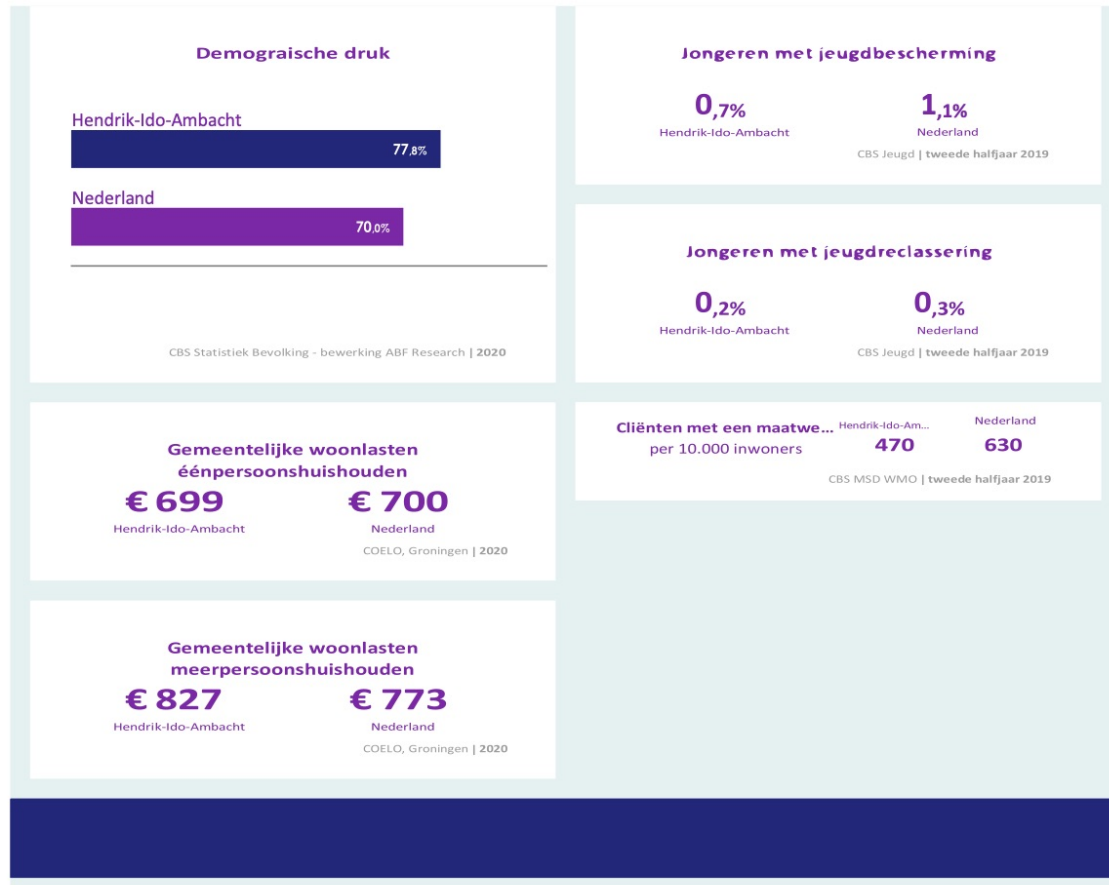 Demograische druk
Hendrik-Ido-Ambacht
77,8%
Nederland
70,0%
CBS Statistiek Bevolking - bewerking ABF Research | 2020
Gemeentelijke woonlasten
éénpersoonshuishouden
€ 699 € 700
Hendrik-Ido-Ambacht Nederland
COELO, Groningen | 2020
Gemeentelijke woonlasten
meerpersoonshuishouden
€ 827 € 773
Hendrik-Ido-Ambacht Nederland
COELO, Groningen | 2020
Jongeren met jeugdbescherming
0,7% 1,1%
Hendrik-Ido-Ambacht Nederland
CBS Jeugd | tweede halfjaar 2019
Jongeren met jeugdreclassering
0,2% 0,3%
Hendrik-Ido-Ambacht Nederland
CBS Jeugd | tweede halfjaar 2019
Cliënten met een maatwe... Hendrik-Ido-Am... Nederland
per 10.000 inwoners 470 630
CBS MSD WMO | tweede halfjaar 2019